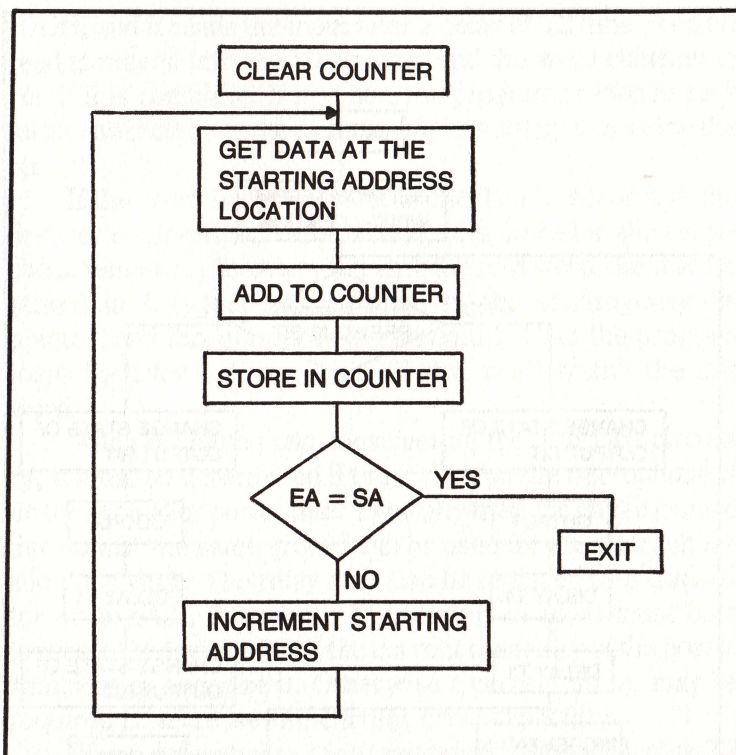 CLEAR COUNTER
GET DATA AT THE
STARTING ADDRESS
LOCATION
ADD TO COUNTER
STORE IN COUNTER
EA = SA
YES
EXIT
NO
INCREMENT STARTING
ADDRESS